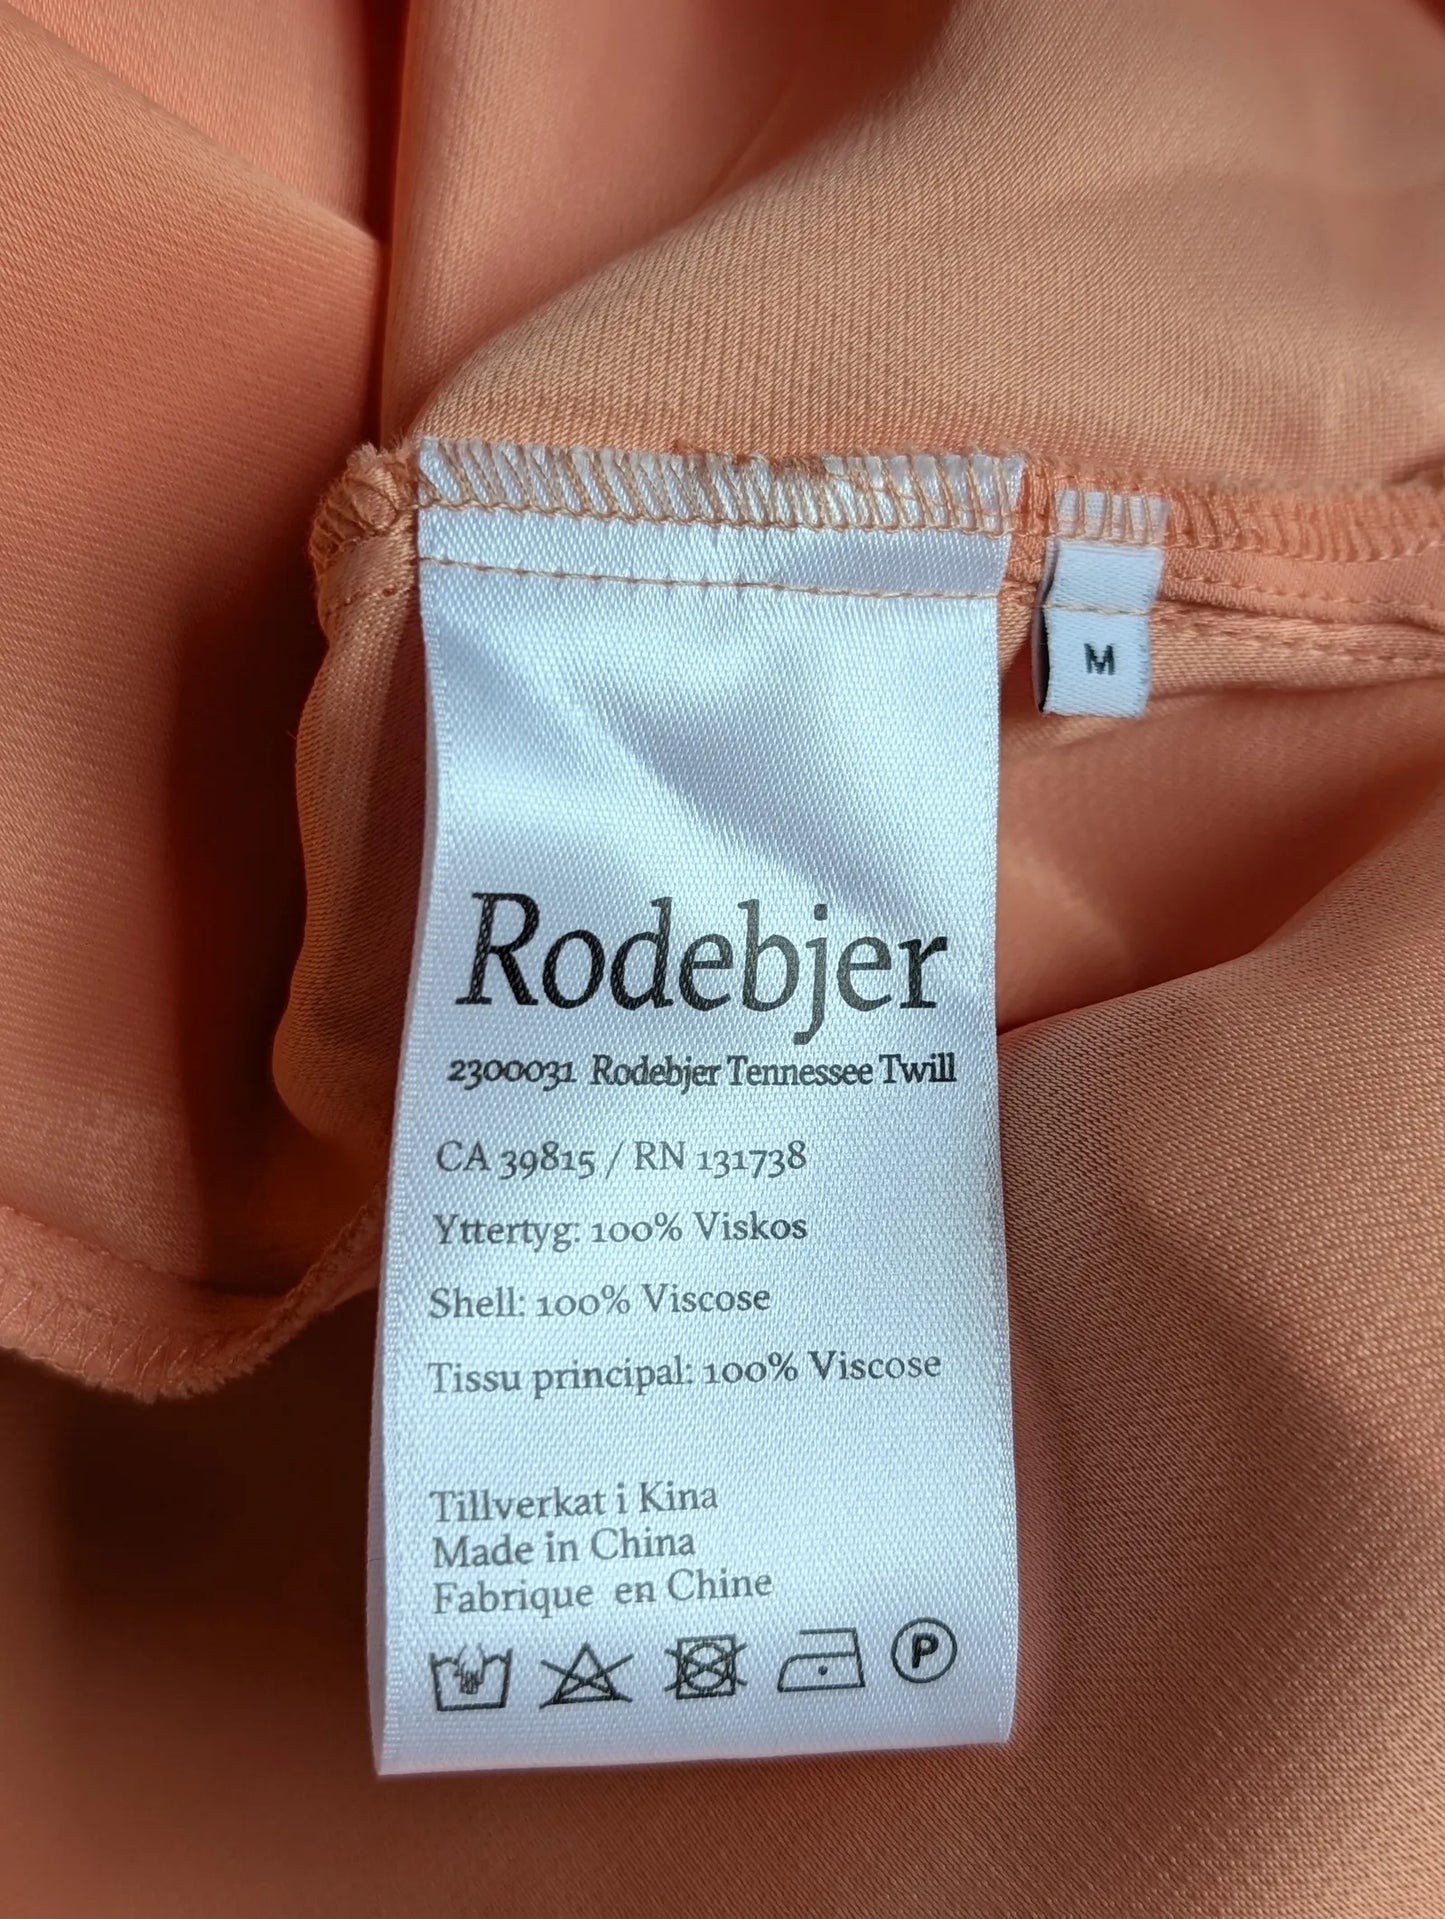 M
Rodebjer
2300031 Rodebjer Tennessee Twill
CA 39815 / RN 131738
Yttertyg: 100% Viskos
Shell: 100% Viscose
Tissu principal: 100% Viscose
Tillverkat i Kina
Made in China
Fabrique en Chine
P